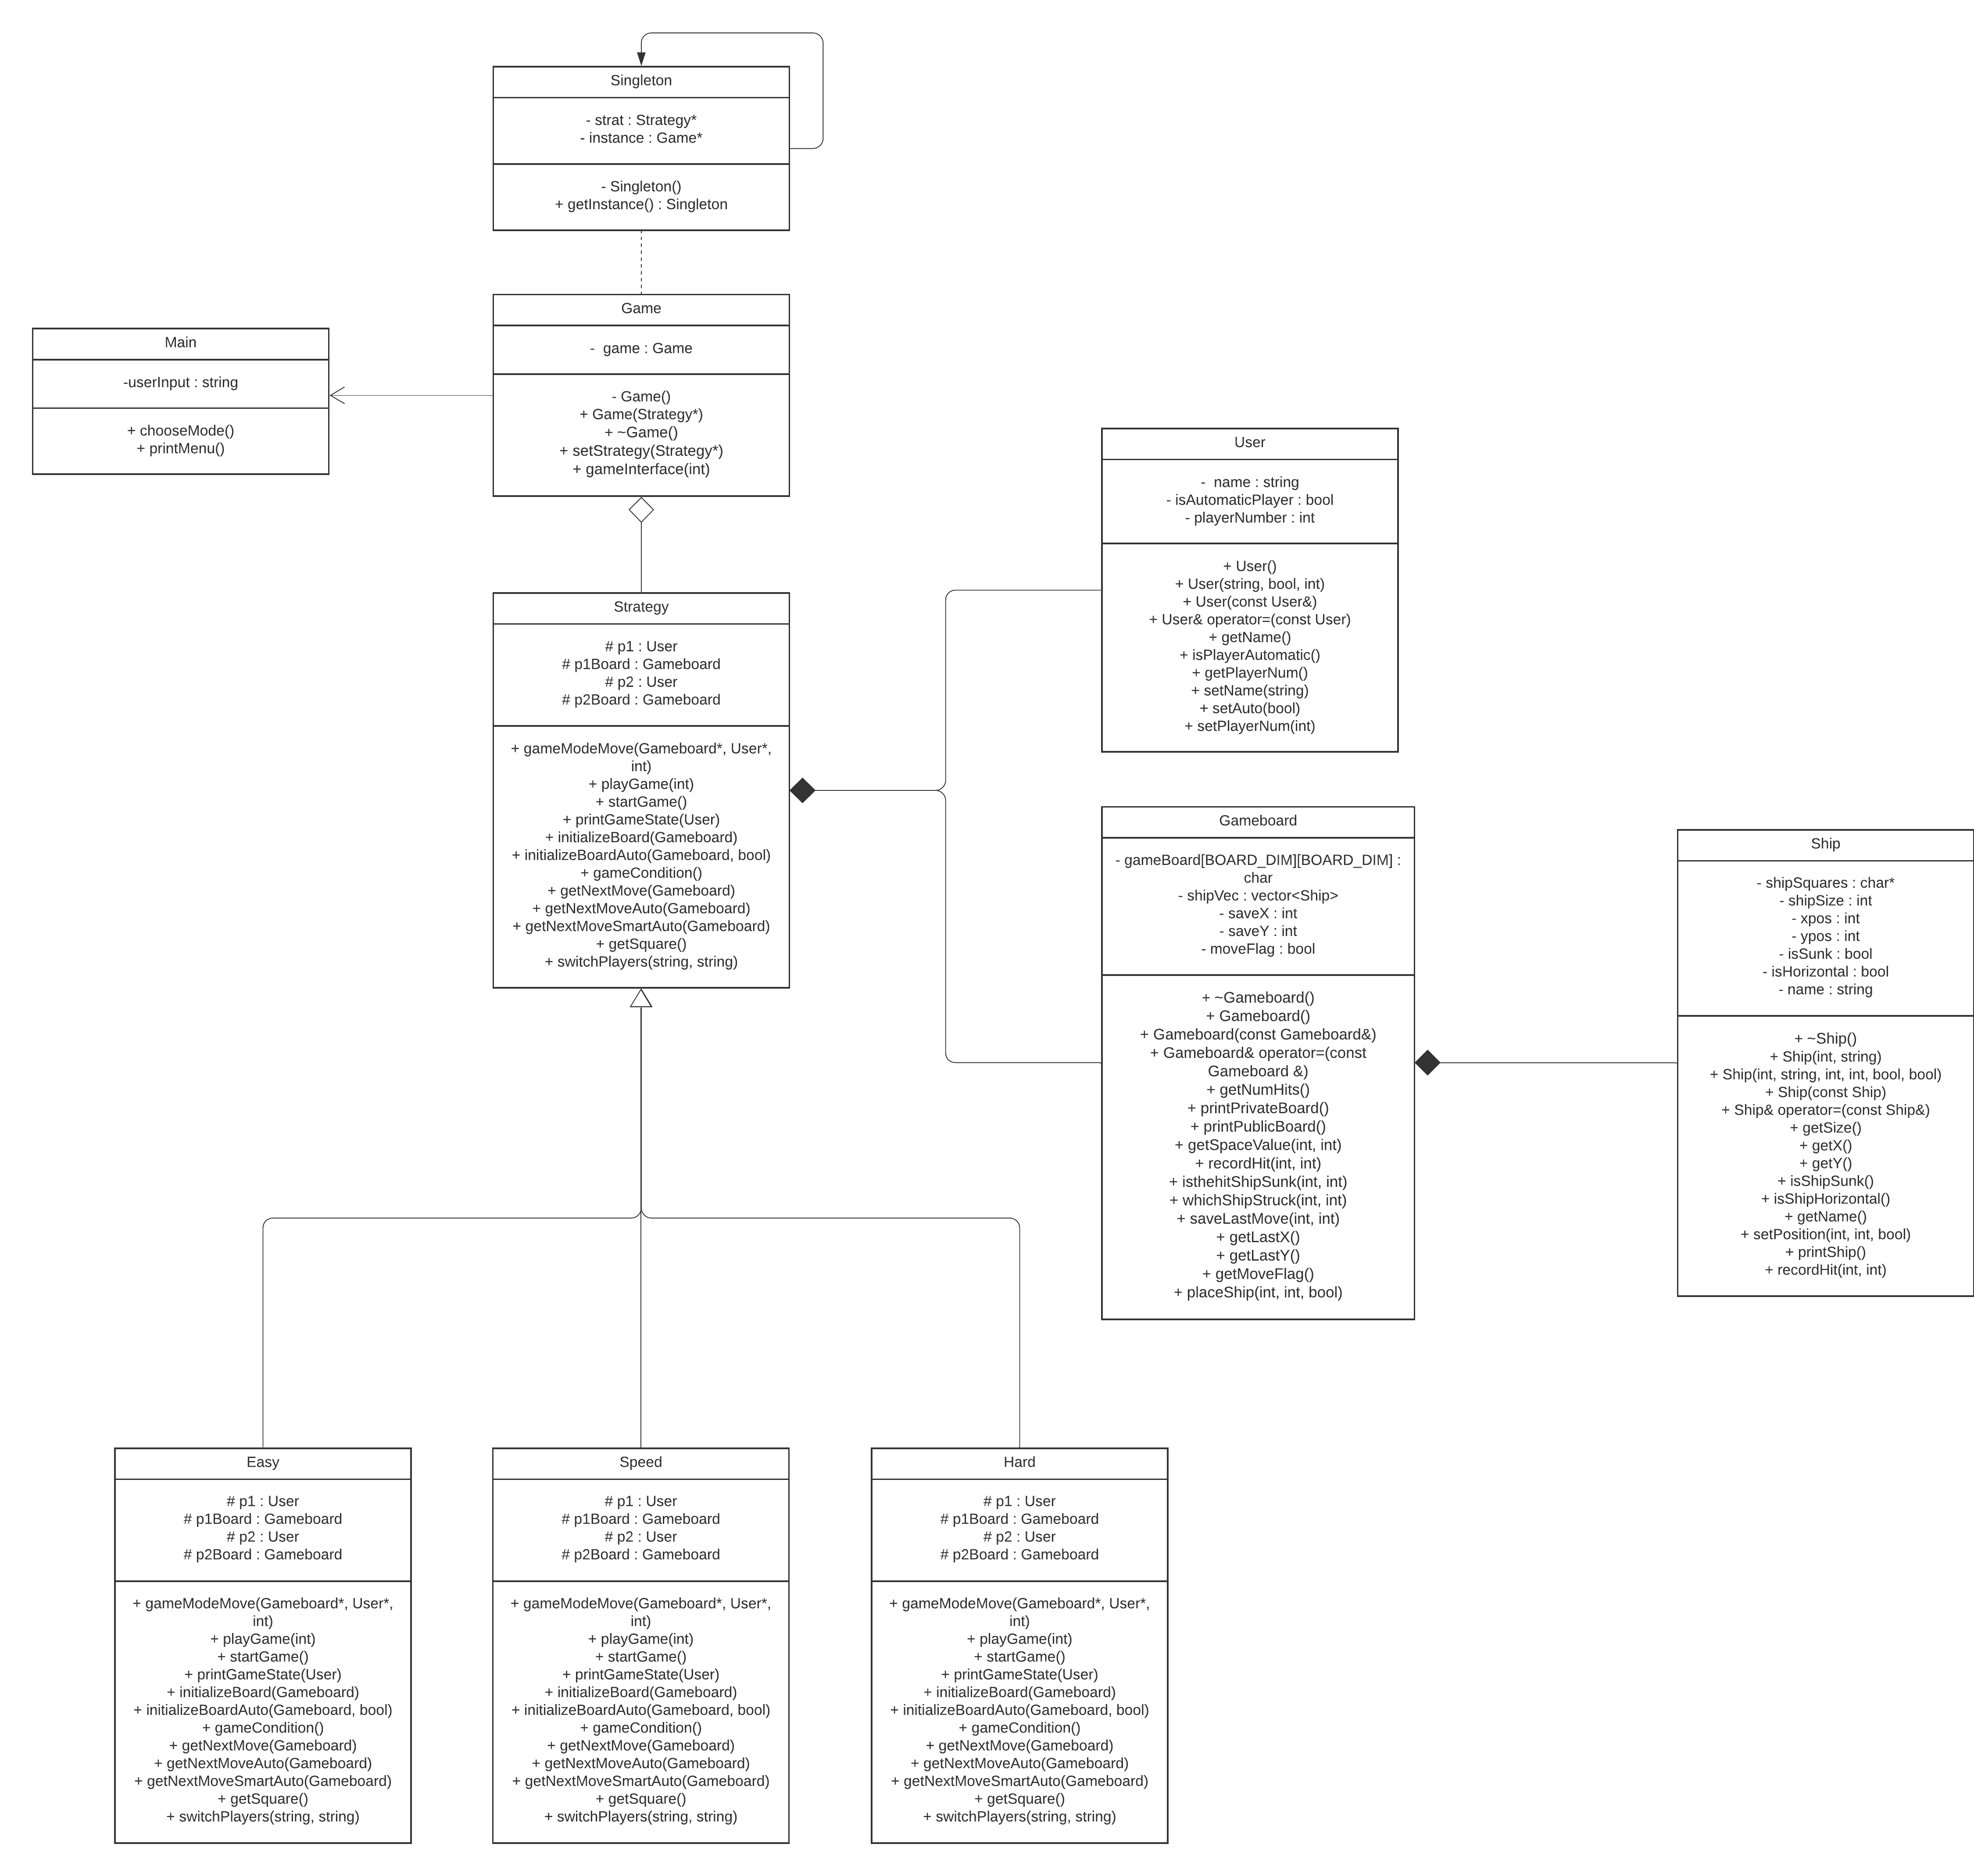 Singleton
- strat : Strategy*
- instance : Game*
- Singleton()
+ getInstance() : Singleton
Game
-  game : Game
- Game()
+ Game(Strategy*)
+ ~Game()
+ setStrategy(Strategy*)
+ gameInterface(int)
Main
-userInput : string
+ chooseMode()
+ printMenu()
User
-  name : string
- isAutomaticPlayer : bool
- playerNumber : int
+ User()
+ User(string, bool, int)
+ User(const User&)
+ User& operator=(const User)
+ getName()
+ isPlayerAutomatic()
+ getPlayerNum()
+ setName(string)
+ setAuto(bool)
+ setPlayerNum(int)
Strategy
# p1 : User
# p1Board : Gameboard
# p2 : User
# p2Board : Gameboard
+ gameModeMove(Gameboard*, User*,
int)
+ playGame(int)
+ startGame()
+ printGameState(User)
+ initializeBoard(Gameboard)
+ initializeBoardAuto(Gameboard, bool)
+ gameCondition()
+ getNextMove(Gameboard)
+ getNextMoveAuto(Gameboard)
+ getNextMoveSmartAuto(Gameboard)
+ getSquare()
+ switchPlayers(string, string)
Gameboard
- gameBoard[BOARD_DIM][BOARD_DIM] :
char
- shipVec : vector<Ship>
- saveX : int
- saveY : int
- moveFlag : bool
+ ~Gameboard()
+ Gameboard()
+ Gameboard(const Gameboard&)
+ Gameboard& operator=(const
Gameboard &)
+ getNumHits()
+ printPrivateBoard()
+ printPublicBoard()
+ getSpaceValue(int, int)
+ recordHit(int, int)
+ isthehitShipSunk(int, int)
+ whichShipStruck(int, int)
+ saveLastMove(int, int)
+ getLastX()
+ getLastY()
+ getMoveFlag()
+ placeShip(int, int, bool)
Ship
- shipSquares : char*
- shipSize : int
- xpos : int
- ypos : int
- isSunk : bool
- isHorizontal : bool
- name : string
+ ~Ship()
+ Ship(int, string)
+ Ship(int, string, int, int, bool, bool)
+ Ship(const Ship)
+ Ship& operator=(const Ship&)
+ getSize()
+ getX()
+ getY()
+ isShipSunk()
+ isShipHorizontal()
+ getName()
+ setPosition(int, int, bool)
+ printShip()
+ recordHit(int, int)
Easy
# p1 : User
# p1Board : Gameboard
# p2 : User
# p2Board : Gameboard
+ gameModeMove(Gameboard*, User*,
int)
+ playGame(int)
+ startGame()
+ printGameState(User)
+ initializeBoard(Gameboard)
+ initializeBoardAuto(Gameboard, bool)
+ gameCondition()
+ getNextMove(Gameboard)
+ getNextMoveAuto(Gameboard)
+ getNextMoveSmartAuto(Gameboard)
+ getSquare()
+ switchPlayers(string, string)
Speed
# p1 : User
# p1Board : Gameboard
# p2 : User
# p2Board : Gameboard
+ gameModeMove(Gameboard*, User*,
int)
+ playGame(int)
+ startGame()
+ printGameState(User)
+ initializeBoard(Gameboard)
+ initializeBoardAuto(Gameboard, bool)
+ gameCondition()
+ getNextMove(Gameboard)
+ getNextMoveAuto(Gameboard)
+ getNextMoveSmartAuto(Gameboard)
+ getSquare()
+ switchPlayers(string, string)
Hard
# p1 : User
# p1Board : Gameboard
# p2 : User
# p2Board : Gameboard
+ gameModeMove(Gameboard*, User*,
int)
+ playGame(int)
+ startGame()
+ printGameState(User)
+ initializeBoard(Gameboard)
+ initializeBoardAuto(Gameboard, bool)
+ gameCondition()
+ getNextMove(Gameboard)
+ getNextMoveAuto(Gameboard)
+ getNextMoveSmartAuto(Gameboard)
+ getSquare()
+ switchPlayers(string, string)